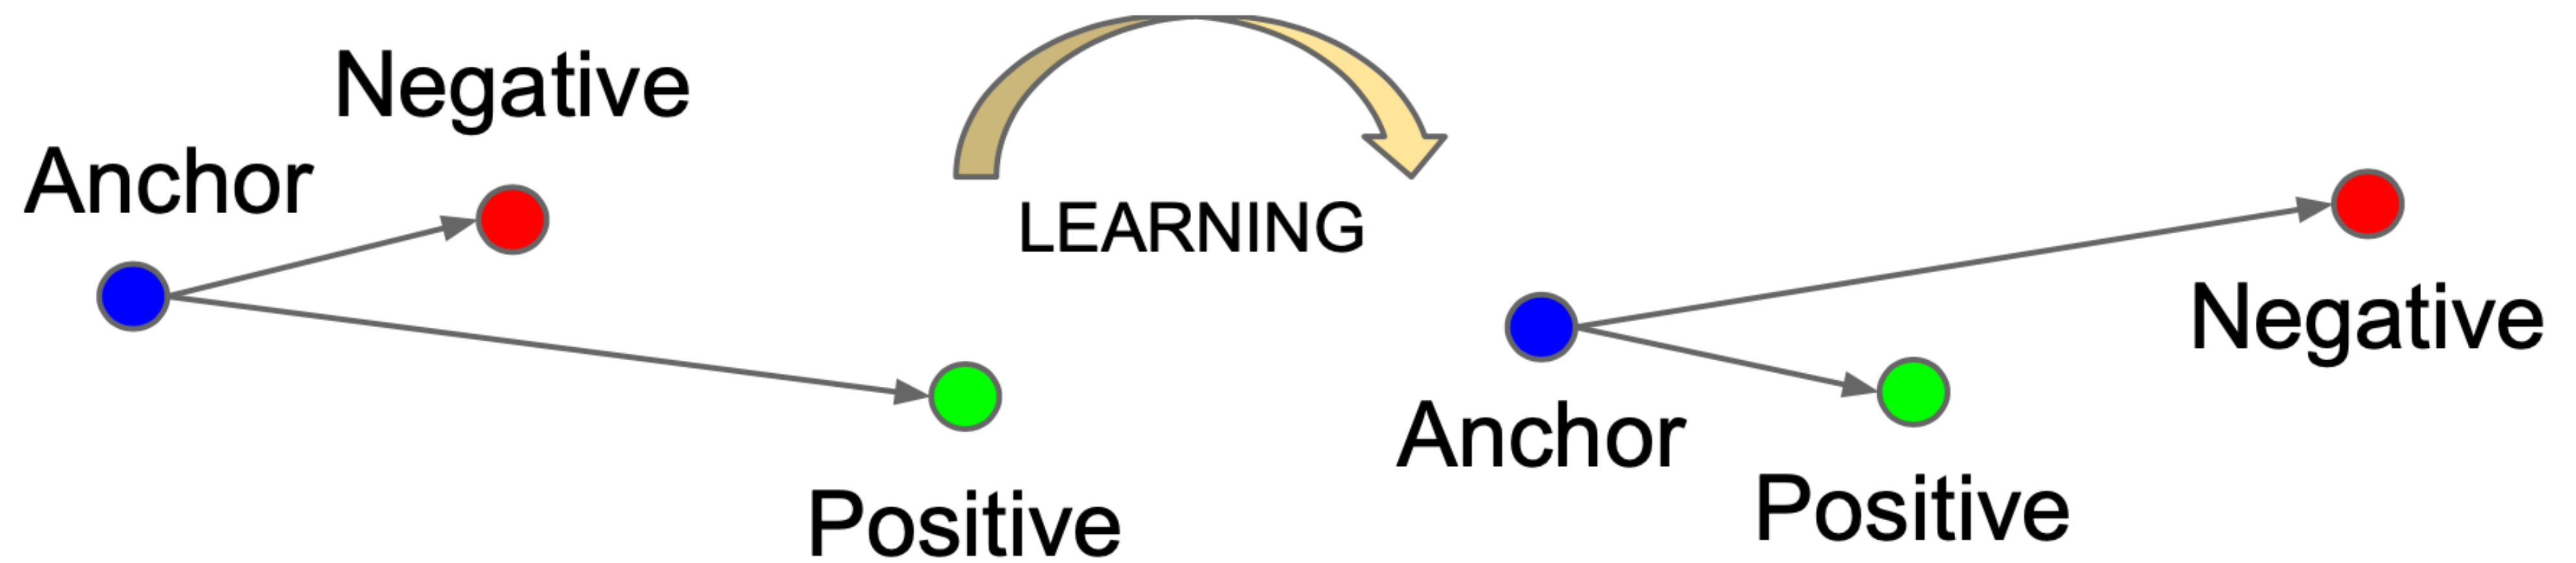 Negative
Anchor
Positive
LEARNING
Negative
Anchor
Positive